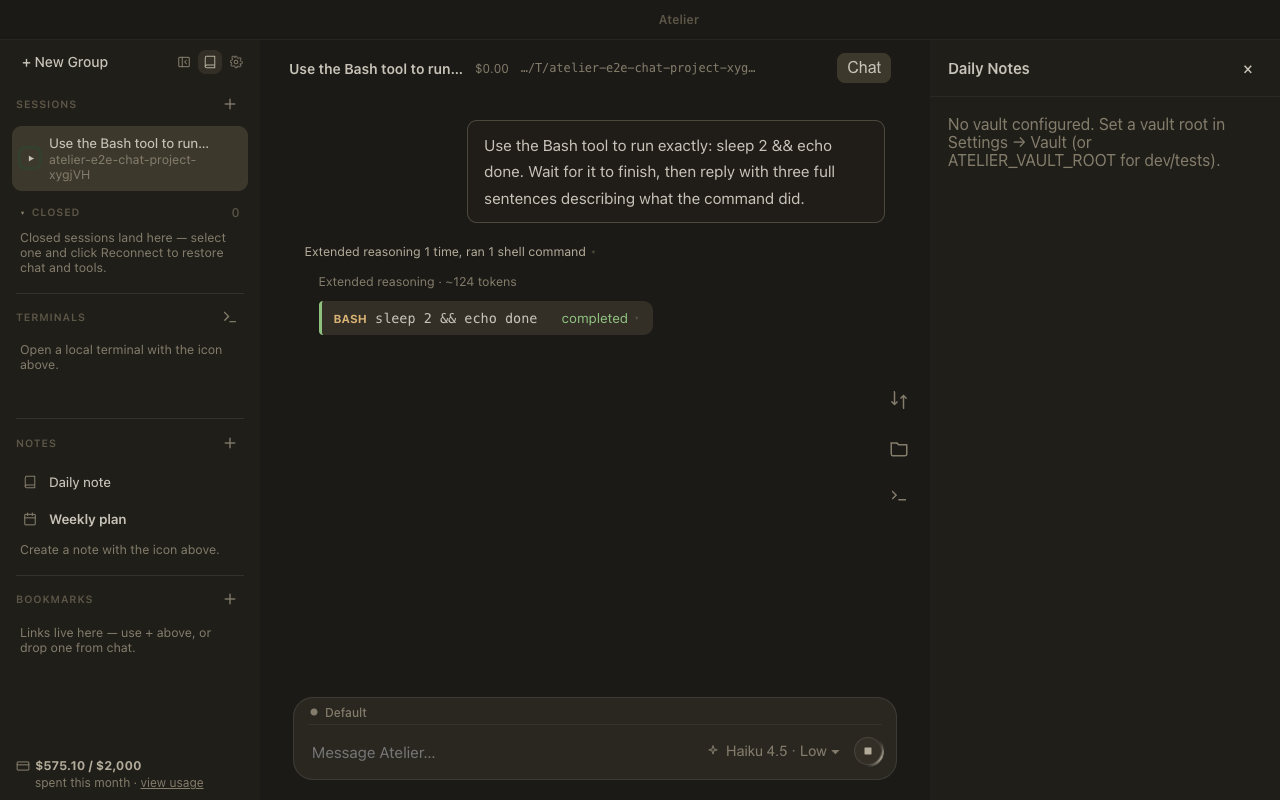 Atelier
+ New Group
SESSIONS
Use the Bash tool to run...
atelier-e2e-chat-project-
xygjVH
CLOSED
0
Closed sessions land here — select
one and click Reconnect to restore
chat and tools.
TERMINALS
Open a local terminal with the icon
above.
NOTES
Daily note
Weekly plan
Create a note with the icon above.
BOOKMARKS
Links live here — use + above, or
drop one from chat.
$575.10 / $2,000
spent this month · view usage
Use the Bash tool to run... $0.00 …/T/atelier-e2e-chat-project-xyg…
Chat
Use the Bash tool to run exactly: sleep 2 && echo
done. Wait for it to finish, then reply with three full
sentences describing what the command did.
Extended reasoning 1 time, ran 1 shell command
Extended reasoning · ~124 tokens
BASH sleep 2 && echo done completed
Default
Message Atelier...
Haiku 4.5 · Low
Daily Notes
No vault configured. Set a vault root in
Settings → Vault (or
ATELIER_VAULT_ROOT for dev/tests).